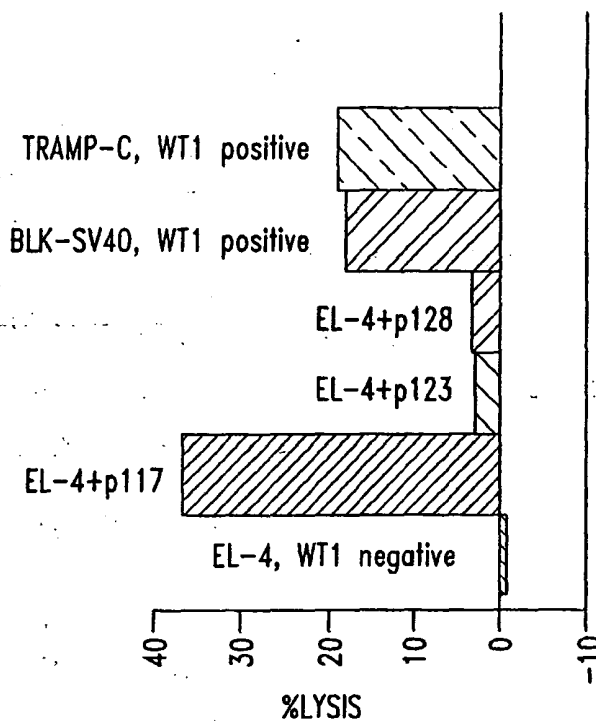 TRAMP-C, WT1 positive
BLK-SV40, WT1 positive
EL-4+p128
EL-4+p123
EL-4+p117
EL-4, WT1 negative
40 30 20 10 0 -10
%LYSIS